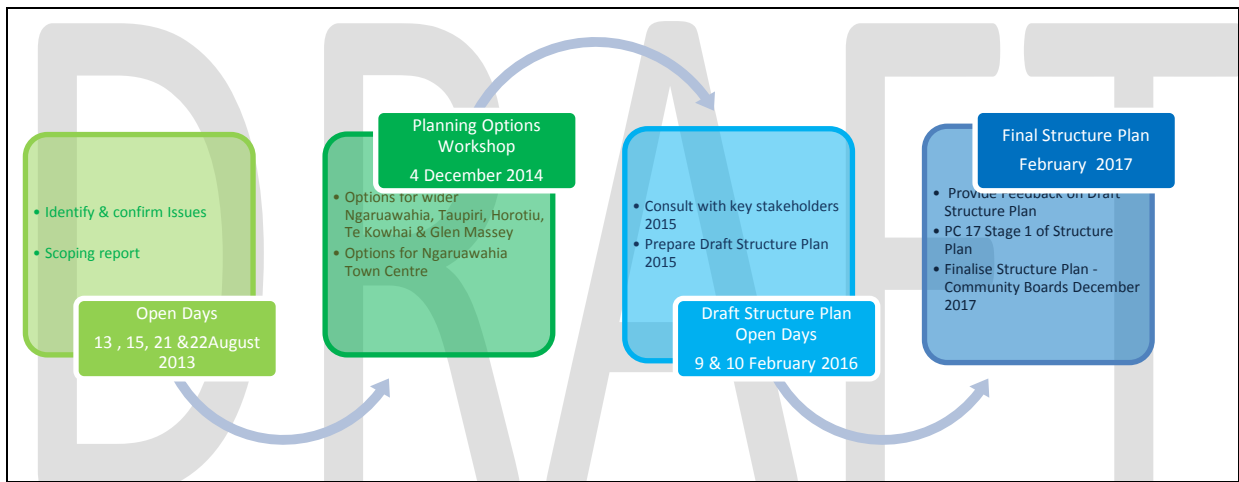 DRAFT
• Identify & confirm Issues
• Scoping report
Open Days
13 , 15, 21 &22August
2013
Planning Options
Workshop
4 December 2014
• Options for wider
Ngaruawahia, Taupiri, Horotiu,
Te Kowhai & Glen Massey
• Options for Ngaruawahia
Town Centre
• Consult with key stakeholders
2015
• Prepare Draft Structure Plan
2015
Draft Structure Plan
Open Days
9 & 10 February 2016
Final Structure Plan
February 2017
• Provide Feedback on Draft
Structure Plan
• PC 17 Stage 1 of Structure
Plan
• Finalise Structure Plan -
Community Boards December
2017